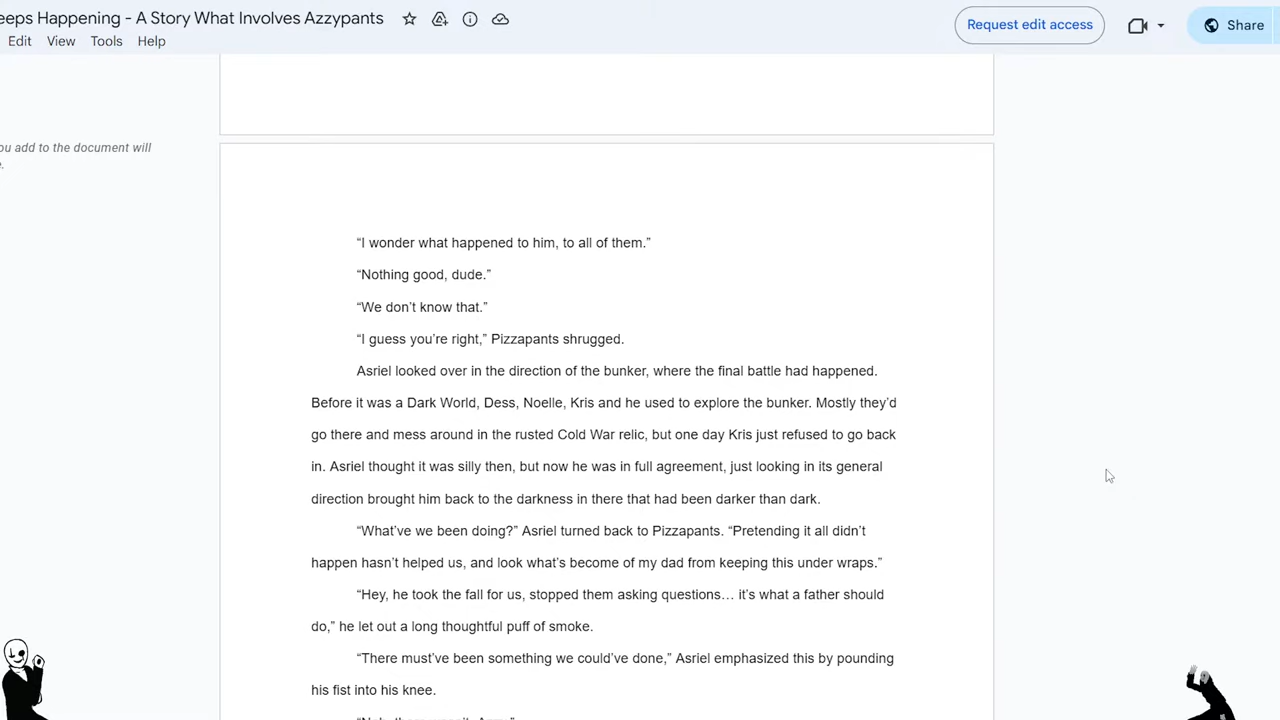 eeps Happening - A Story What Involves Azzypants
Request edit access
Share
Edit View Tools Help
ou add to the document will
e.
“I wonder what happened to him, to all of them.”
“Nothing good, dude.”
“We don’t know that.”
“I guess you’re right,” Pizzapants shrugged.
Asriel looked over in the direction of the bunker, where the final battle had happened.
Before it was a Dark World, Dess, Noelle, Kris and he used to explore the bunker. Mostly they’d
go there and mess around in the rusted Cold War relic, but one day Kris just refused to go back
in. Asriel thought it was silly then, but now he was in full agreement, just looking in its general
direction brought him back to the darkness in there that had been darker than dark.
“What’ve we been doing?” Asriel turned back to Pizzapants. “Pretending it all didn’t
happen hasn’t helped us, and look what’s become of my dad from keeping this under wraps.”
“Hey, he took the fall for us, stopped them asking questions… it’s what a father should
do,” he let out a long thoughtful puff of smoke.
“There must’ve been something we could’ve done,” Asriel emphasized this by pounding
his fist into his knee.